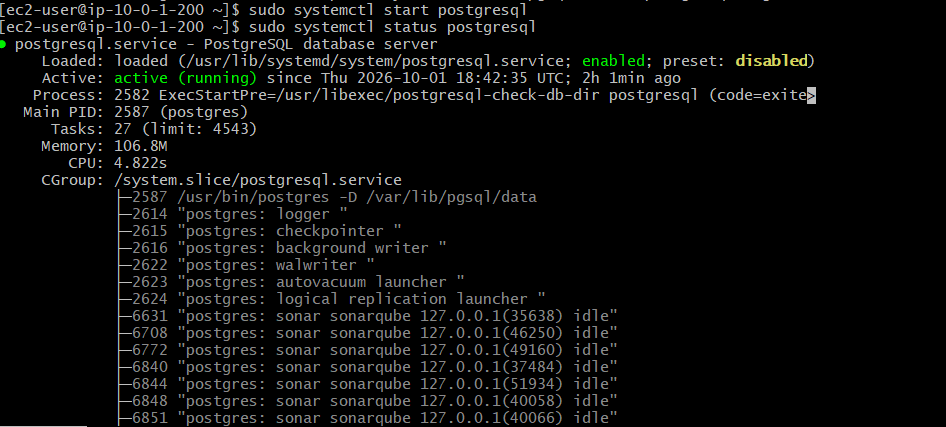 [ec2-user@ip-10-0-1-200 ~]$ sudo systemctl start postgresql
[ec2-user@ip-10-0-1-200 ~]$ sudo systemctl status postgresql
● postgresql.service - PostgreSQL database server
Loaded: loaded (/usr/lib/systemd/system/postgresql.service; enabled; preset: disabled)
Active: active (running) since Thu 2026-10-01 18:42:35 UTC; 2h 1min ago
Process: 2582 ExecStartPre=/usr/libexec/postgresql-check-db-dir postgresql (code=exite>
Main PID: 2587 (postgres)
Tasks: 27 (limit: 4543)
Memory: 106.8M
CPU: 4.822s
CGroup: /system.slice/postgresql.service
├─2587 /usr/bin/postgres -D /var/lib/pgsql/data
├─2614 "postgres: logger "
├─2615 "postgres: checkpointer "
├─2616 "postgres: background writer "
├─2622 "postgres: walwriter "
├─2623 "postgres: autovacuum launcher
├─2624 "postgres: logical replication launcher "
├─6631 "postgres: sonar sonarqube 127.0.0.1(35638) idle"
├─6708 "postgres: sonar sonarqube 127.0.0.1(46250) idle"
├─6772 "postgres: sonar sonarqube 127.0.0.1(49160) idle"
├─6840 "postgres: sonar sonarqube 127.0.0.1(37484) idle"
├─6844 "postgres: sonar sonarqube 127.0.0.1(51934) idle"
├─6848 "postgres: sonar sonarqube 127.0.0.1(40058) idle"
├─6851 "postgres: sonar sonarqube 127.0.0.1(40066) idle"